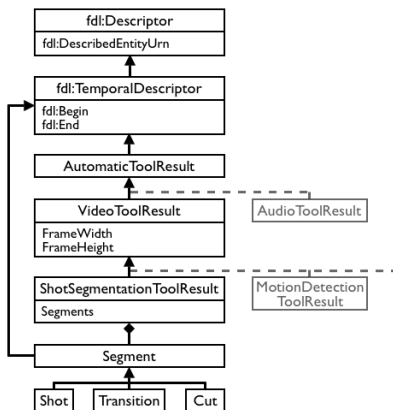 fdl:Descriptor
fdl:DescribedEntityUrn
fdl:TemporalDescriptor
fdl:Begin
fdl:End
AutomaticToolResult
VideoToolResult
AudioToolResult
FrameWidth
FrameHeight
ShotSegmentationToolResult
MotionDetection
ToolResult
Segments
Segment
Shot
Transition
Cut